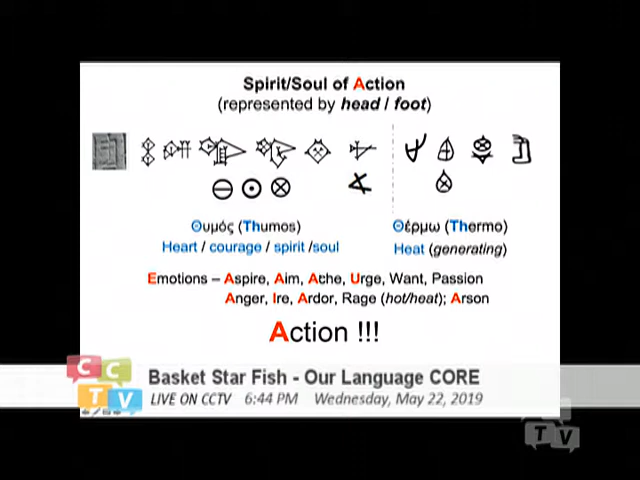 Spirit/Soul of Action
(represented by head / foot)
Θυμός (Thumos)
Heart / courage / spirit /soul
Θέρμω (Thermo)
Heat (generating)
Emotions – Aspire, Aim, Ache, Urge, Want, Passion
Anger, Ire, Ardor, Rage (hot/heat); Arson
Action !!!
CCTV
Basket Star Fish - Our Language CORE
LIVE ON CCTV 6:44 PM Wednesday, May 22, 2019
TV